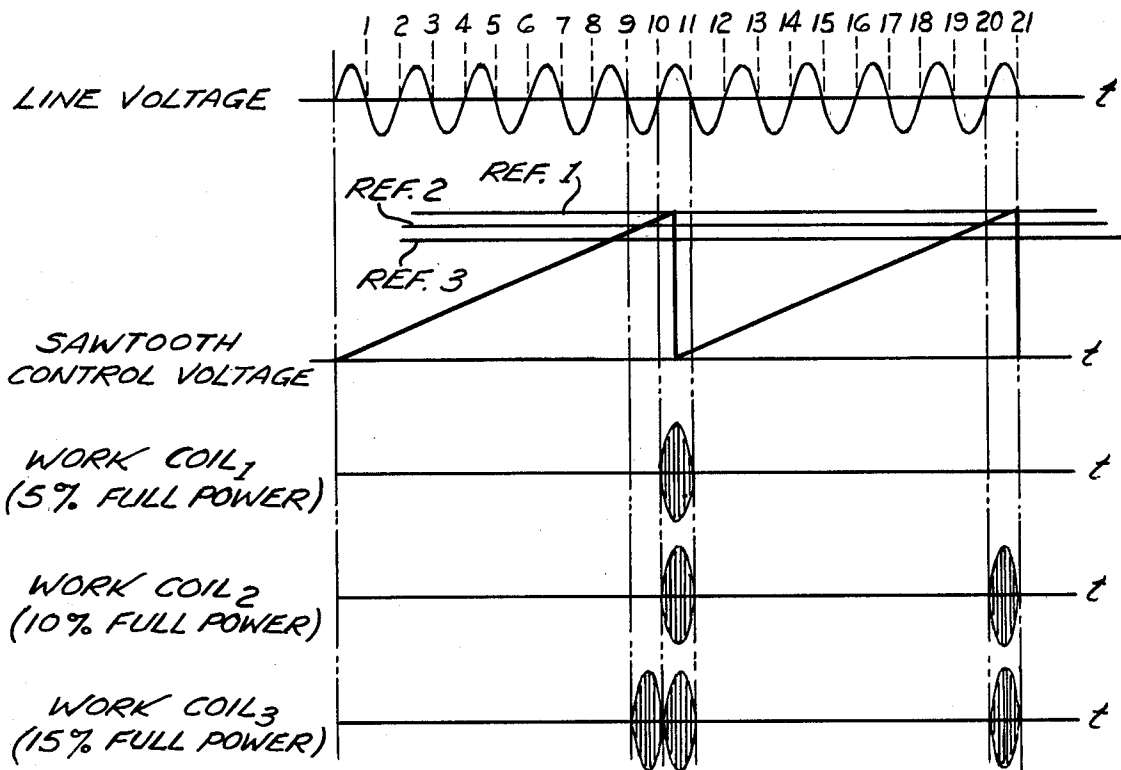 1 2 3 4 5 6 7 8 9 10 11 12 13 14 15 16 17 18 19 20 21
LINE VOLTAGE
t
REF. 1
REF. 2
REF. 3
SAWTOOTH
CONTROL VOLTAGE
t
WORK COIL1
(5% FULL POWER)
t
WORK COIL2
(10% FULL POWER)
t
WORK COIL3
(15% FULL POWER)
t